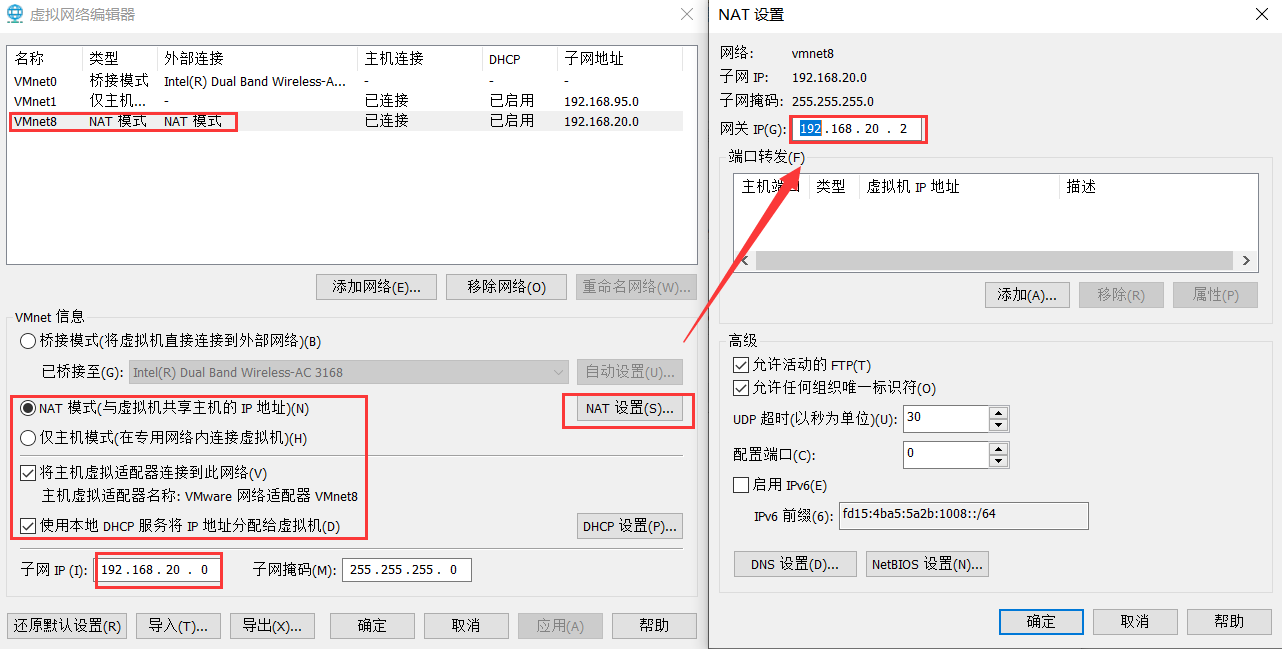 虚拟网络编辑器
名称 类型 外部连接 主机连接 DHCP 子网地址
VMnet0 桥接模式 Intel(R) Dual Band Wireless-A... - - -
VMnet1 仅主机... - 已连接 已启用 192.168.95.0
VMnet8 NAT 模式 NAT 模式 已连接 已启用 192.168.20.0
添加网络(E)... 移除网络(O) 重命名网络(W)...
VMnet 信息
桥接模式(将虚拟机直接连接到外部网络)(B)
已桥接至(G): Intel(R) Dual Band Wireless-AC 3168 自动设置(U)...
NAT 模式(与虚拟机共享主机的 IP 地址)(N) NAT 设置(S)...
仅主机模式(在专用网络内连接虚拟机)(H)
将主机虚拟适配器连接到此网络(V)
主机虚拟适配器名称: VMware 网络适配器 VMnet8
使用本地 DHCP 服务将 IP 地址分配给虚拟机(D) DHCP 设置(P)...
子网 IP (I): 192 . 168 . 20 . 0 子网掩码(M): 255 . 255 . 255 . 0
还原默认设置(R) 导入(T)... 导出(X)... 确定 取消 应用(A) 帮助
NAT 设置
网络: vmnet8
子网 IP: 192.168.20.0
子网掩码: 255.255.255.0
网关 IP(G): 192 . 168 . 20 . 2
端口转发(F)
主机端口 类型 虚拟机 IP 地址 描述
添加(A)... 移除(R) 属性(P)
高级
允许活动的 FTP(T)
允许任何组织唯一标识符(O)
UDP 超时(以秒为单位)(U): 30
配置端口(C): 0
启用 IPv6(E)
IPv6 前缀(6): fd15:4ba5:5a2b:1008::/64
DNS 设置(D)... NetBIOS 设置(N)...
确定 取消 帮助